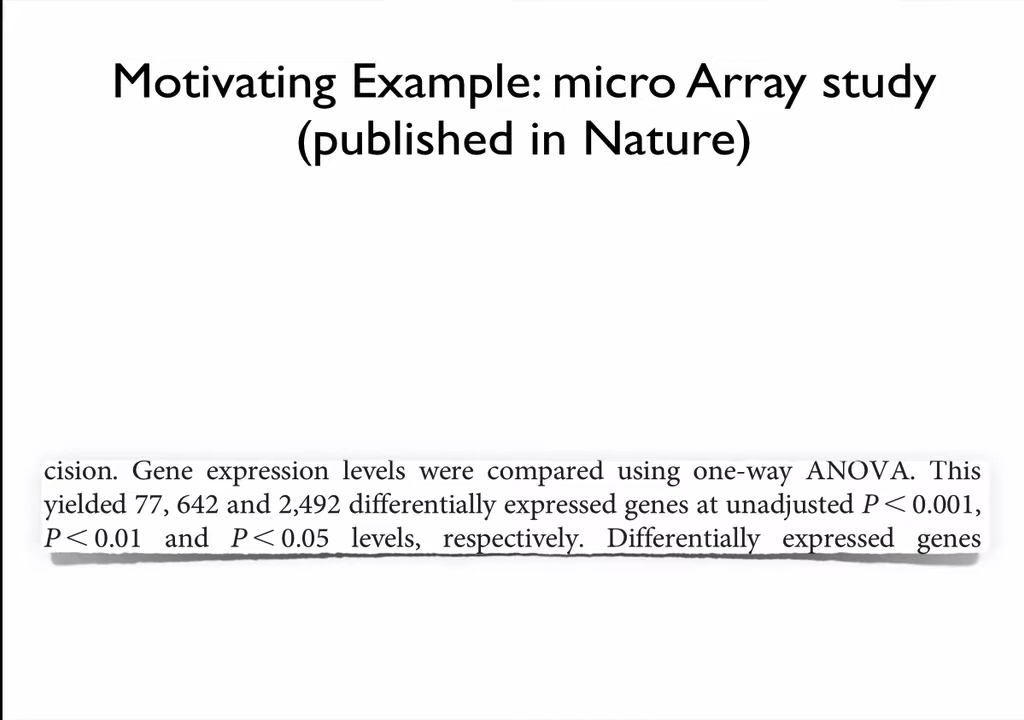 Motivating Example: micro Array study
(published in Nature)
cision. Gene expression levels were compared using one-way ANOVA. This
yielded 77, 642 and 2,492 differentially expressed genes at unadjusted P < 0.001,
P < 0.01 and P < 0.05 levels, respectively. Differentially expressed genes